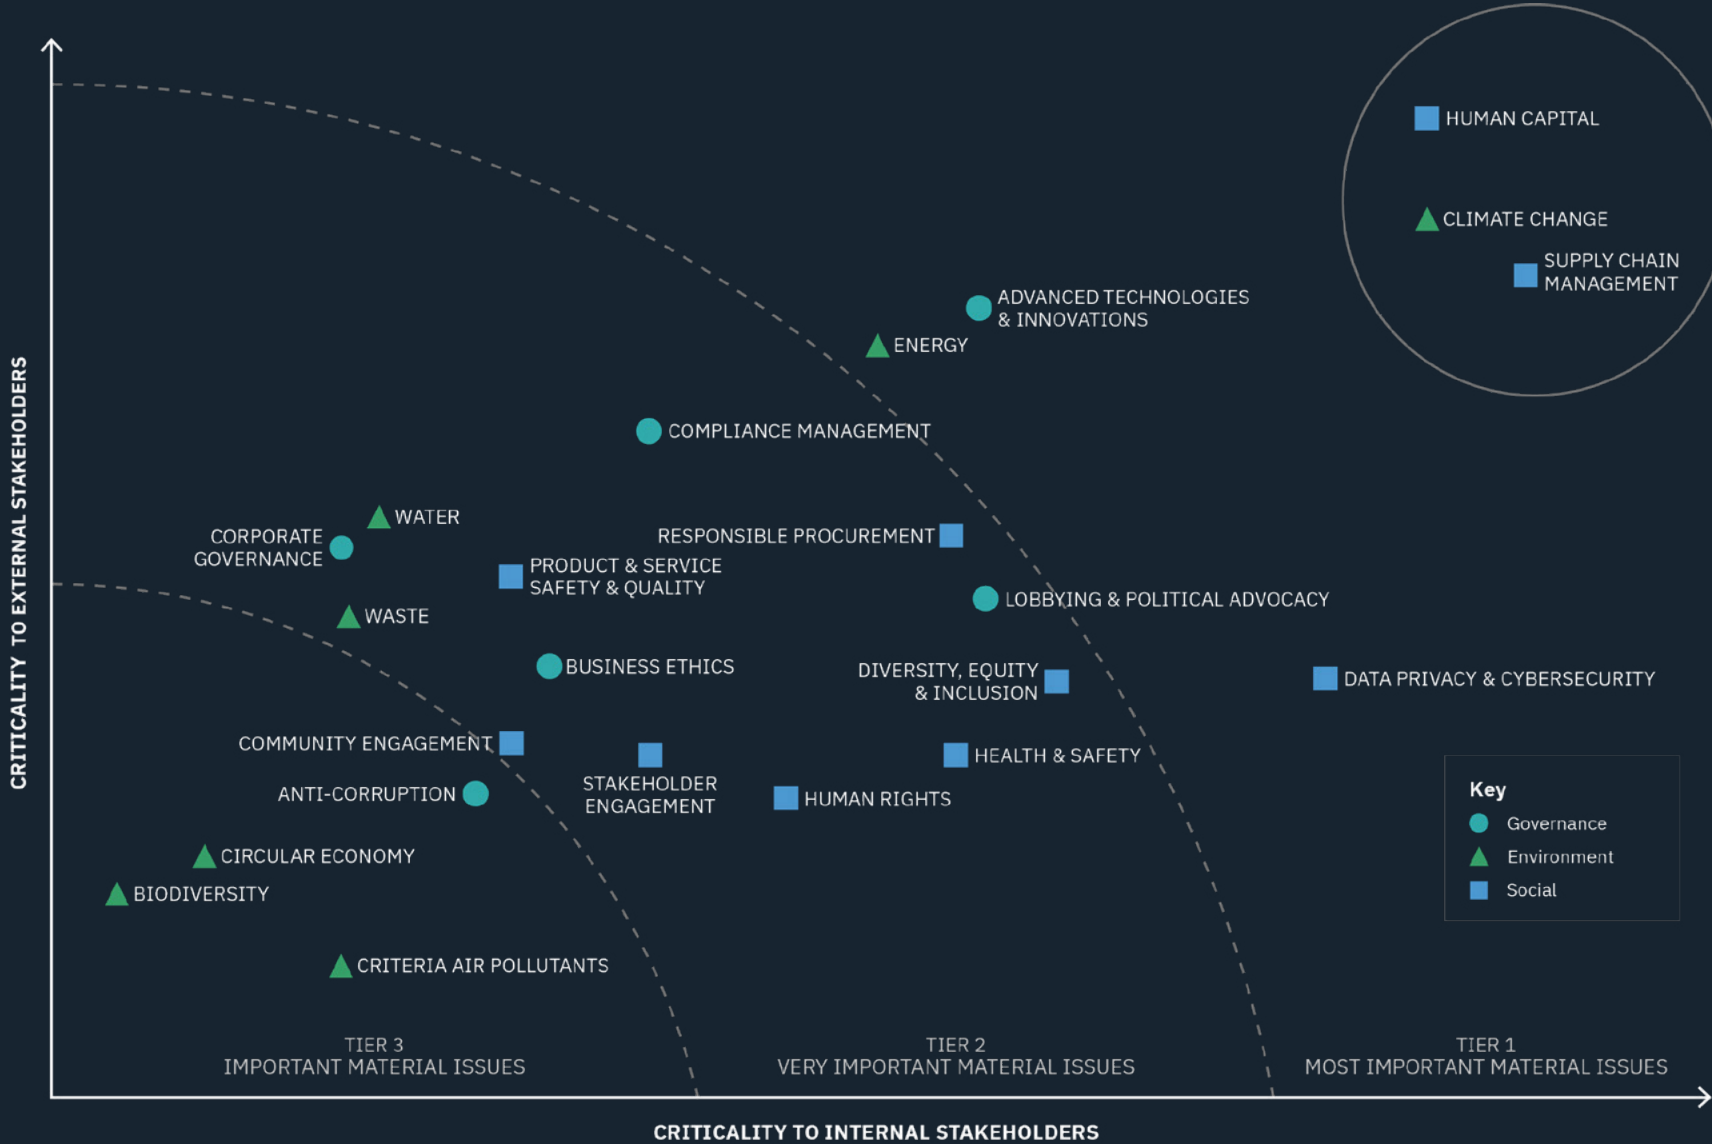 HUMAN CAPITAL
CLIMATE CHANGE
SUPPLY CHAIN
MANAGEMENT
ADVANCED TECHNOLOGIES
& INNOVATIONS
ENERGY
COMPLIANCE MANAGEMENT
WATER
CORPORATE
GOVERNANCE
RESPONSIBLE PROCUREMENT
PRODUCT & SERVICE
SAFETY & QUALITY
LOBBYING & POLITICAL ADVOCACY
WASTE
BUSINESS ETHICS
DIVERSITY, EQUITY
& INCLUSION
DATA PRIVACY & CYBERSECURITY
COMMUNITY ENGAGEMENT
STAKEHOLDER
ENGAGEMENT
HEALTH & SAFETY
ANTI-CORRUPTION
HUMAN RIGHTS
CIRCULAR ECONOMY
BIODIVERSITY
CRITERIA AIR POLLUTANTS
Key
Governance
Environment
Social
TIER 3
IMPORTANT MATERIAL ISSUES
TIER 2
VERY IMPORTANT MATERIAL ISSUES
TIER 1
MOST IMPORTANT MATERIAL ISSUES
CRITICALITY TO EXTERNAL STAKEHOLDERS
CRITICALITY TO INTERNAL STAKEHOLDERS